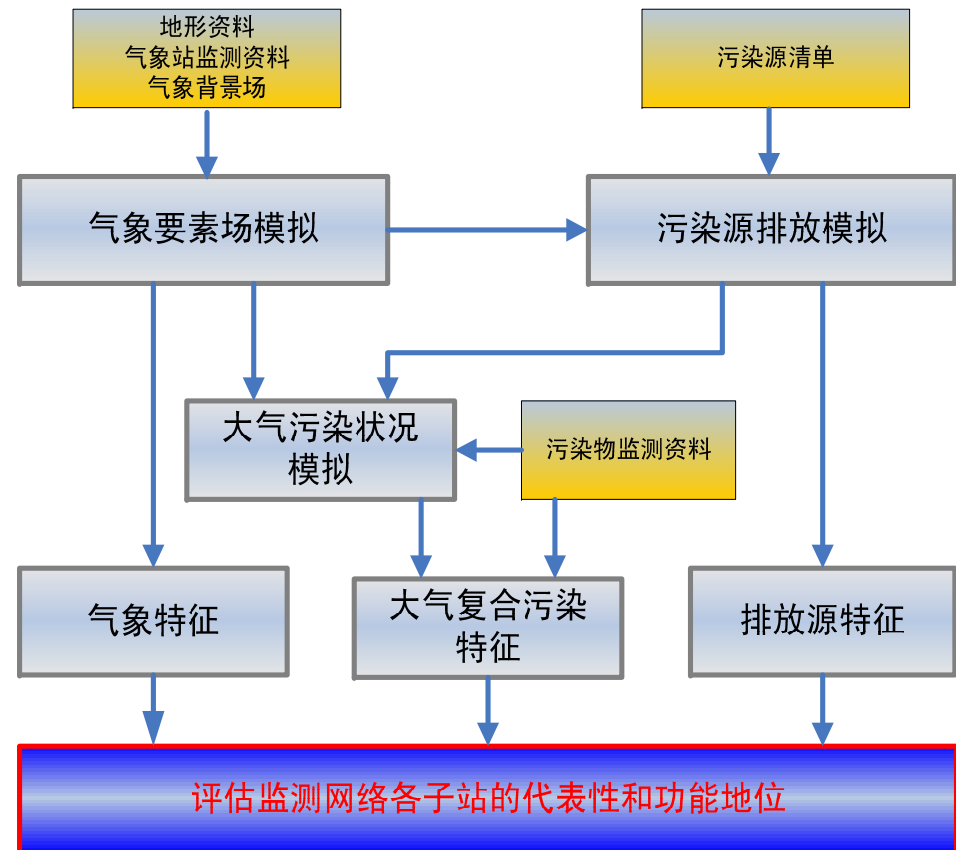 地形资料
气象站监测资料
气象背景场
污染源清单
气象要素场模拟
污染源排放模拟
大气污染状况
模拟
污染物监测资料
气象特征
大气复合污染
特征
排放源特征
评估监测网络各子站的代表性和功能地位